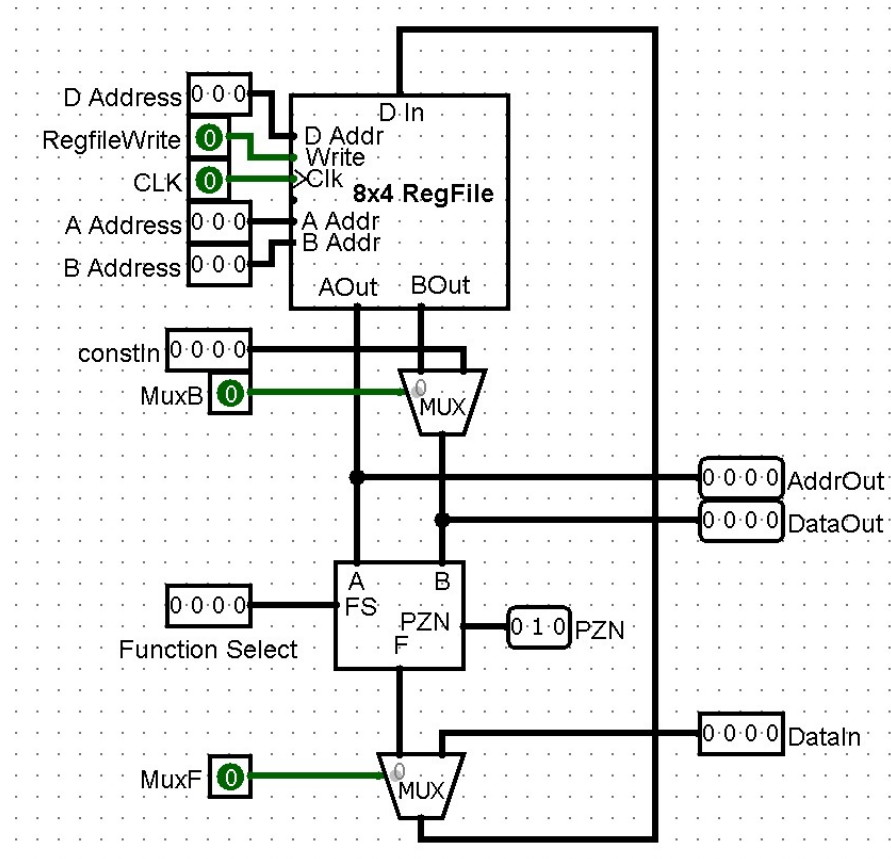 D In
D Address 0 0 0
D Addr
RegfileWrite 0
Write
CLK 0
Clk
8x4 RegFile
A Address 0 0 0
A Addr
B Address 0 0 0
B Addr
AOut BOut
constIn 0 0 0 0
MuxB 0
0
MUX
0 0 0 0 AddrOut
0 0 0 0 DataOut
A B
0 0 0 0 FS
PZN 0 1 0 PZN
F
Function Select
0 0 0 0 DataIn
MuxF 0
0
MUX